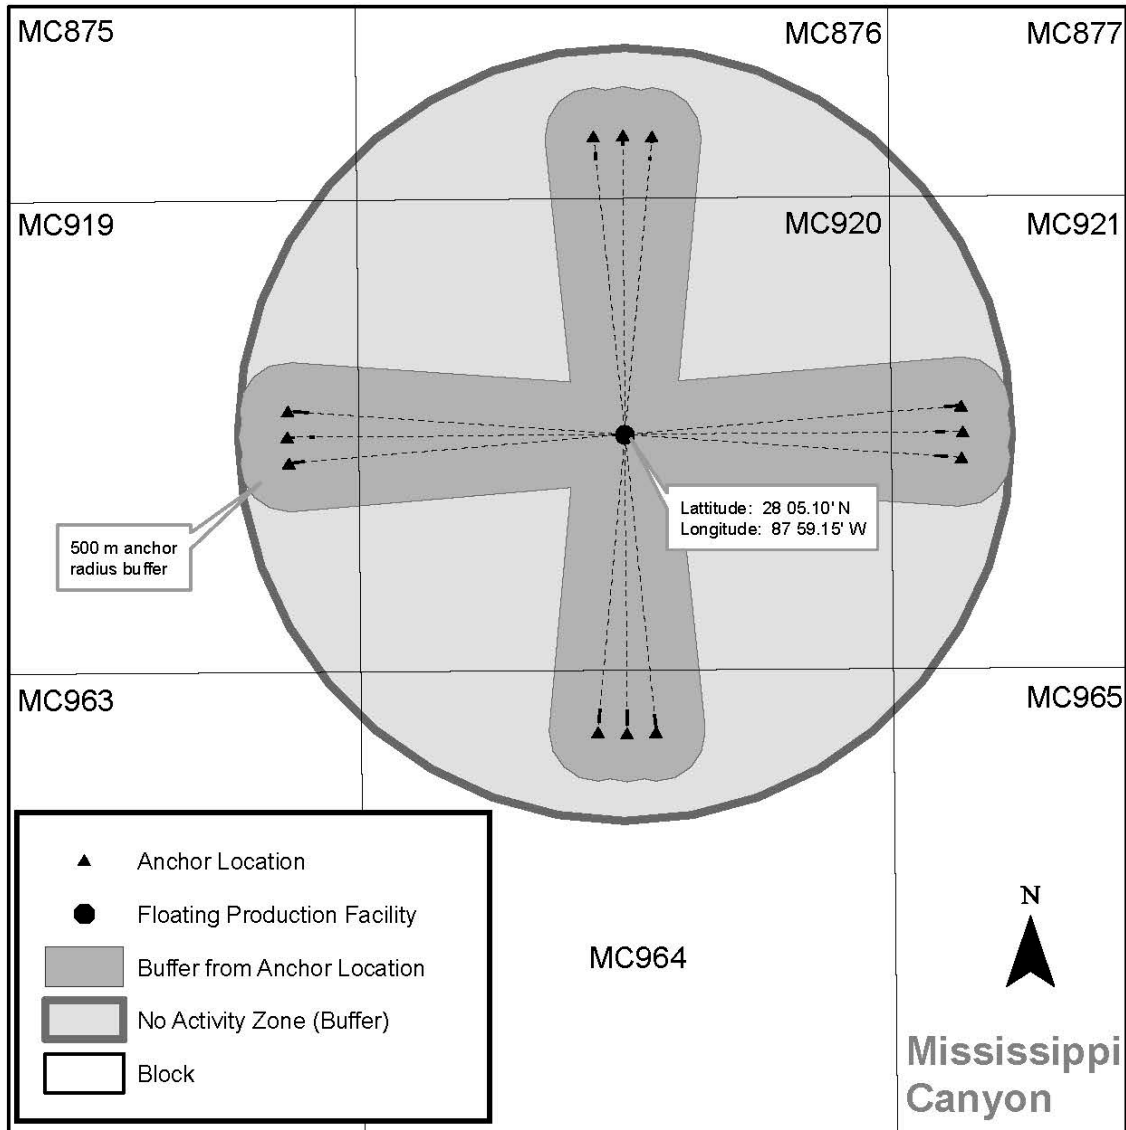 MC875
MC876
MC877
MC919
MC920
MC921
Lattitude: 28 05.10' N
Longitude: 87 59.15' W
500 m anchor
radius buffer
MC963
MC965
Anchor Location
Floating Production Facility
Buffer from Anchor Location
No Activity Zone (Buffer)
Block
MC964
N
Mississippi
Canyon